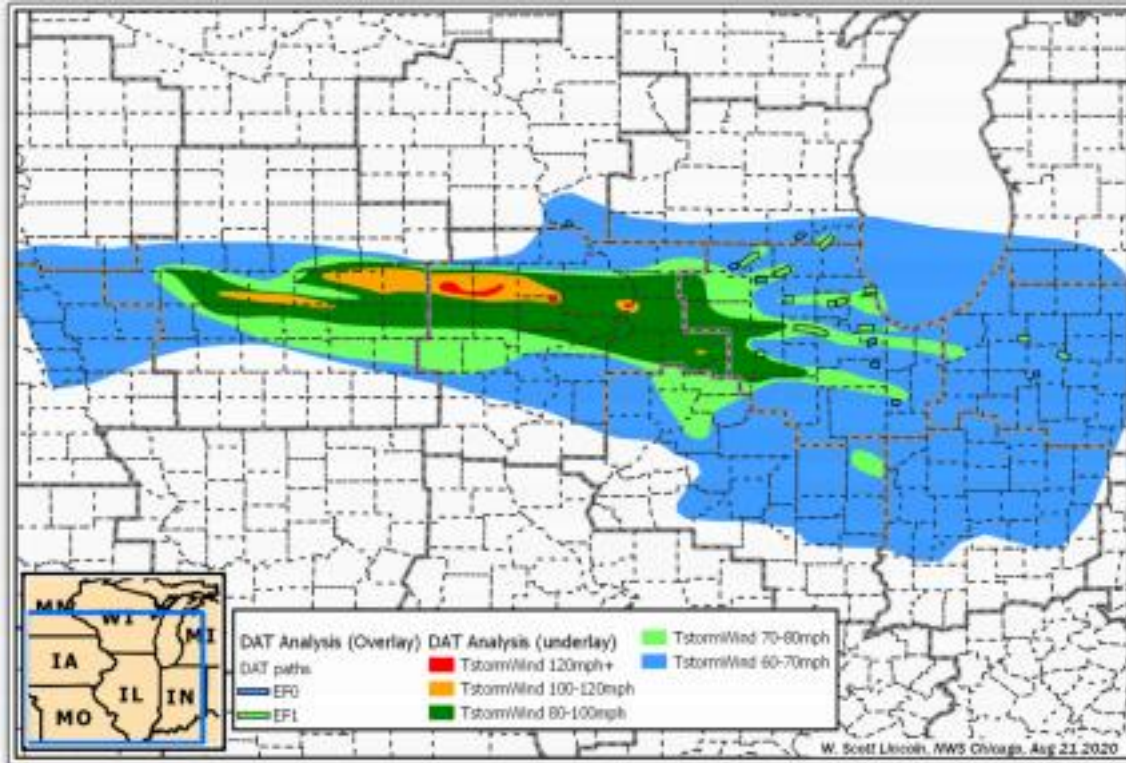 MN
WI
MI
IA
IL
IN
MO
DAT Analysis (Overlay)
DAT paths
EF0
EF1
DAT Analysis (underlay)
TstormWind 120mph+
TstormWind 100-120mph
TstormWind 80-100mph
TstormWind 70-80mph
TstormWind 60-70mph
W. Scott Lincoln, NWS Chicago, Aug 21 2020